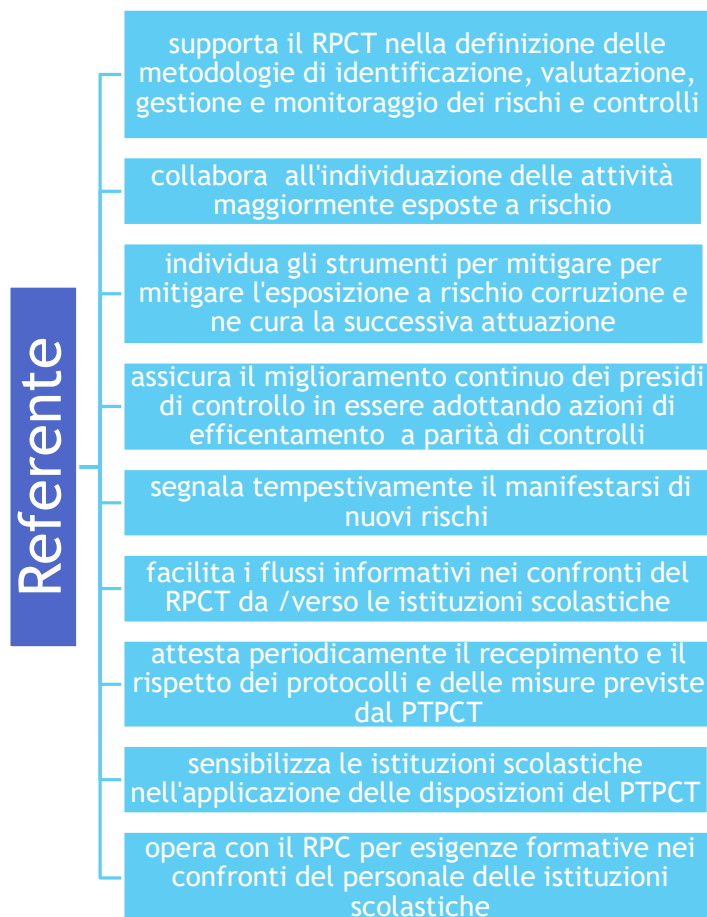 Referente
supporta il RPCT nella definizione delle
metodologie di identificazione, valutazione,
gestione e monitoraggio dei rischi e controlli
collabora  all'individuazione delle attività
maggiormente esposte a rischio
individua gli strumenti per mitigare per
mitigare l'esposizione a rischio corruzione e
ne cura la successiva attuazione
assicura il miglioramento continuo dei presidi
di controllo in essere adottando azioni di
efficentamento  a parità di controlli
segnala tempestivamente il manifestarsi di
nuovi rischi
facilita i flussi informativi nei confronti del
RPCT da /verso le istituzioni scolastiche
attesta periodicamente il recepimento e il
rispetto dei protocolli e delle misure previste
dal PTPCT
sensibilizza le istituzioni scolastiche
nell'applicazione delle disposizioni del PTPCT
opera con il RPC per esigenze formative nei
confronti del personale delle istituzioni
scolastiche